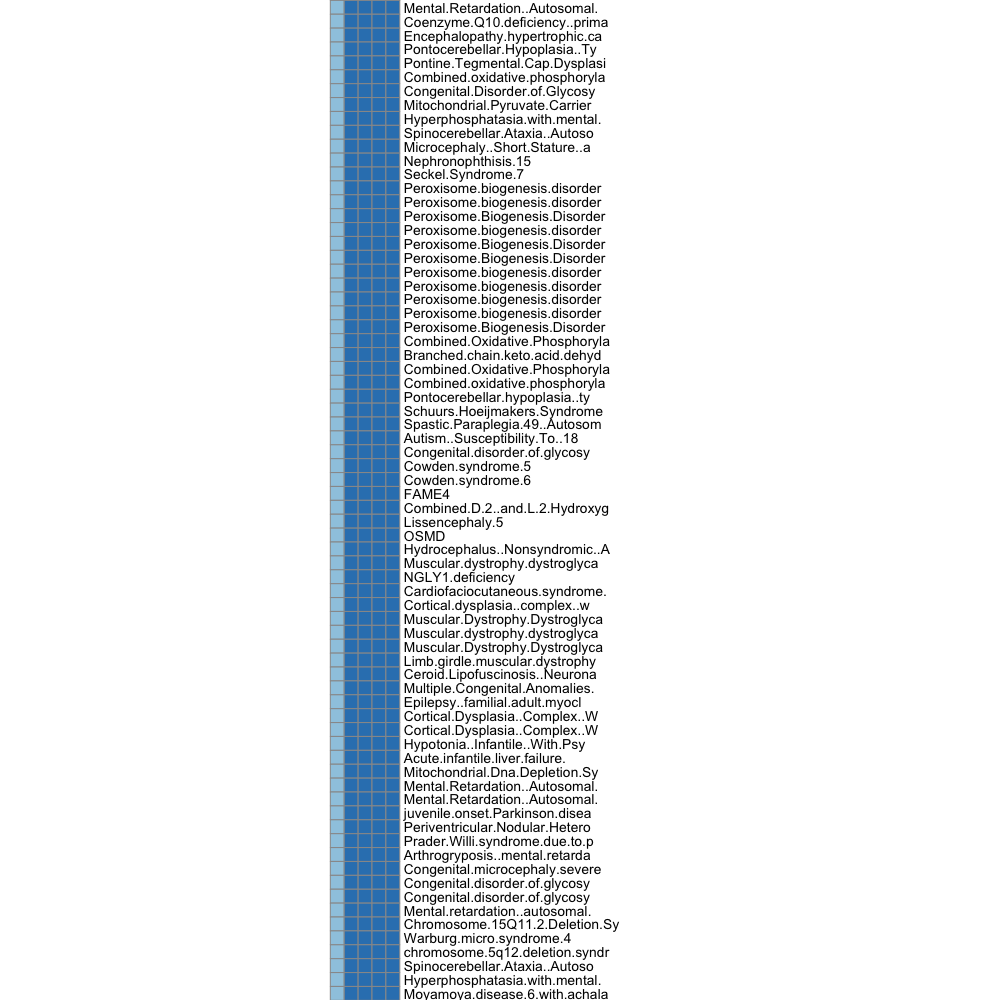 Mental.Retardation..Autosomal.
Coenzyme.Q10.deficiency..prima
Encephalopathy.hypertrophic.ca
Pontocerebellar.Hypoplasia..Ty
Pontine.Tegmental.Cap.Dysplasi
Combined.oxidative.phosphoryla
Congenital.Disorder.of.Glycosy
Mitochondrial.Pyruvate.Carrier
Hyperphosphatasia.with.mental.
Spinocerebellar.Ataxia..Autoso
Microcephaly..Short.Stature..a
Nephronophthisis.15
Seckel.Syndrome.7
Peroxisome.biogenesis.disorder
Peroxisome.biogenesis.disorder
Peroxisome.Biogenesis.Disorder
Peroxisome.biogenesis.disorder
Peroxisome.Biogenesis.Disorder
Peroxisome.Biogenesis.Disorder
Peroxisome.biogenesis.disorder
Peroxisome.biogenesis.disorder
Peroxisome.biogenesis.disorder
Peroxisome.biogenesis.disorder
Peroxisome.Biogenesis.Disorder
Combined.Oxidative.Phosphoryla
Branched.chain.keto.acid.dehyd
Combined.Oxidative.Phosphoryla
Combined.oxidative.phosphoryla
Pontocerebellar.hypoplasia..ty
Schuurs.Hoeijmakers.Syndrome
Spastic.Paraplegia.49..Autosom
Autism..Susceptibility.To..18
Congenital.disorder.of.glycosy
Cowden.syndrome.5
Cowden.syndrome.6
FAME4
Combined.D.2..and.L.2.Hydroxyg
Lissencephaly.5
OSMD
Hydrocephalus..Nonsyndromic..A
Muscular.dystrophy.dystroglyca
NGLY1.deficiency
Cardiofaciocutaneous.syndrome.
Cortical.dysplasia..complex..w
Muscular.Dystrophy.Dystroglyca
Muscular.dystrophy.dystroglyca
Muscular.Dystrophy.Dystroglyca
Limb.girdle.muscular.dystrophy
Ceroid.Lipofuscinosis..Neurona
Multiple.Congenital.Anomalies.
Epilepsy..familial.adult.myocl
Cortical.Dysplasia..Complex..W
Cortical.Dysplasia..Complex..W
Hypotonia..Infantile..With.Psy
Acute.infantile.liver.failure.
Mitochondrial.Dna.Depletion.Sy
Mental.Retardation..Autosomal.
Mental.Retardation..Autosomal.
juvenile.onset.Parkinson.disea
Periventricular.Nodular.Hetero
Prader.Willi.syndrome.due.to.p
Arthrogryposis..mental.retarda
Congenital.microcephaly.severe
Congenital.disorder.of.glycosy
Congenital.disorder.of.glycosy
Mental.retardation..autosomal.
Chromosome.15Q11.2.Deletion.Sy
Warburg.micro.syndrome.4
chromosome.5q12.deletion.syndr
Spinocerebellar.Ataxia..Autoso
Hyperphosphatasia.with.mental.
Moyamoya.disease.6.with.achala